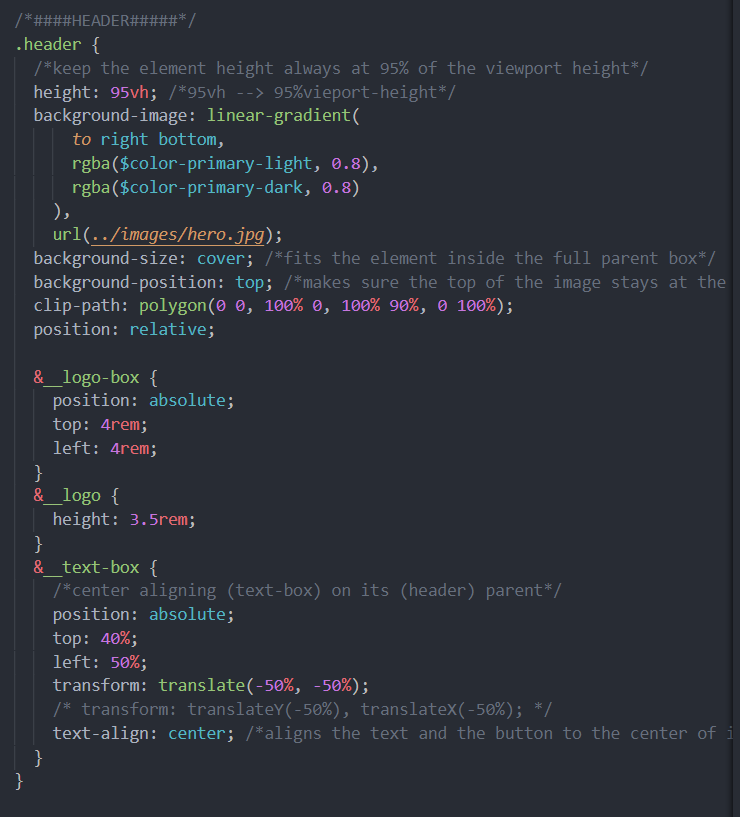 /*####HEADER#####*/
.header {
/*keep the element height always at 95% of the viewport height*/
height: 95vh; /*95vh --> 95%vieport-height*/
background-image: linear-gradient(
to right bottom,
rgba($color-primary-light, 0.8),
rgba($color-primary-dark, 0.8)
),
url(../images/hero.jpg);
background-size: cover; /*fits the element inside the full parent box*/
background-position: top; /*makes sure the top of the image stays at the
clip-path: polygon(0 0, 100% 0, 100% 90%, 0 100%);
position: relative;
&__logo-box {
position: absolute;
top: 4rem;
left: 4rem;
}
&__logo {
height: 3.5rem;
}
&__text-box {
/*center aligning (text-box) on its (header) parent*/
position: absolute;
top: 40%;
left: 50%;
transform: translate(-50%, -50%);
/* transform: translateY(-50%), translateX(-50%); */
text-align: center; /*aligns the text and the button to the center of
}
}